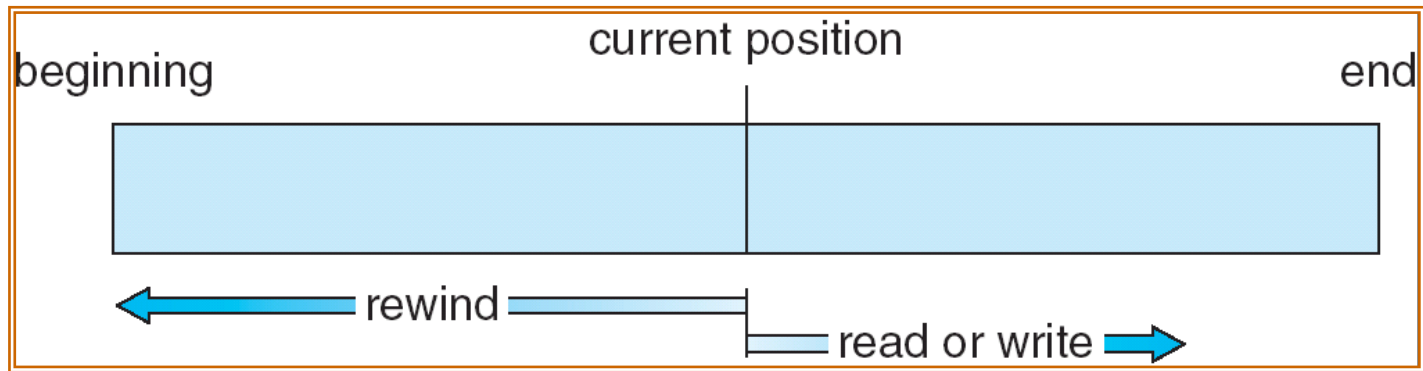 current position
beginning
end
rewind
read or write